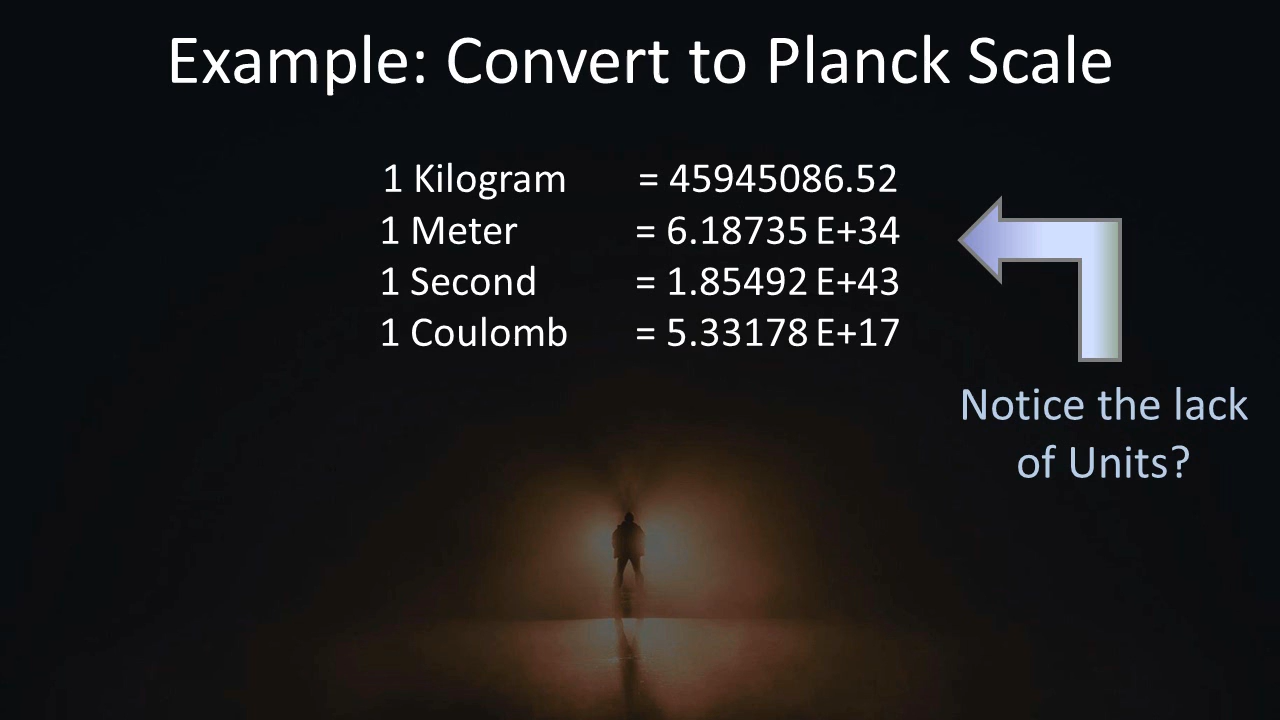 Example: Convert to Planck Scale
1 Kilogram = 45945086.52
1 Meter = 6.18735 E+34
1 Second = 1.85492 E+43
1 Coulomb = 5.33178 E+17
Notice the lack
of Units?